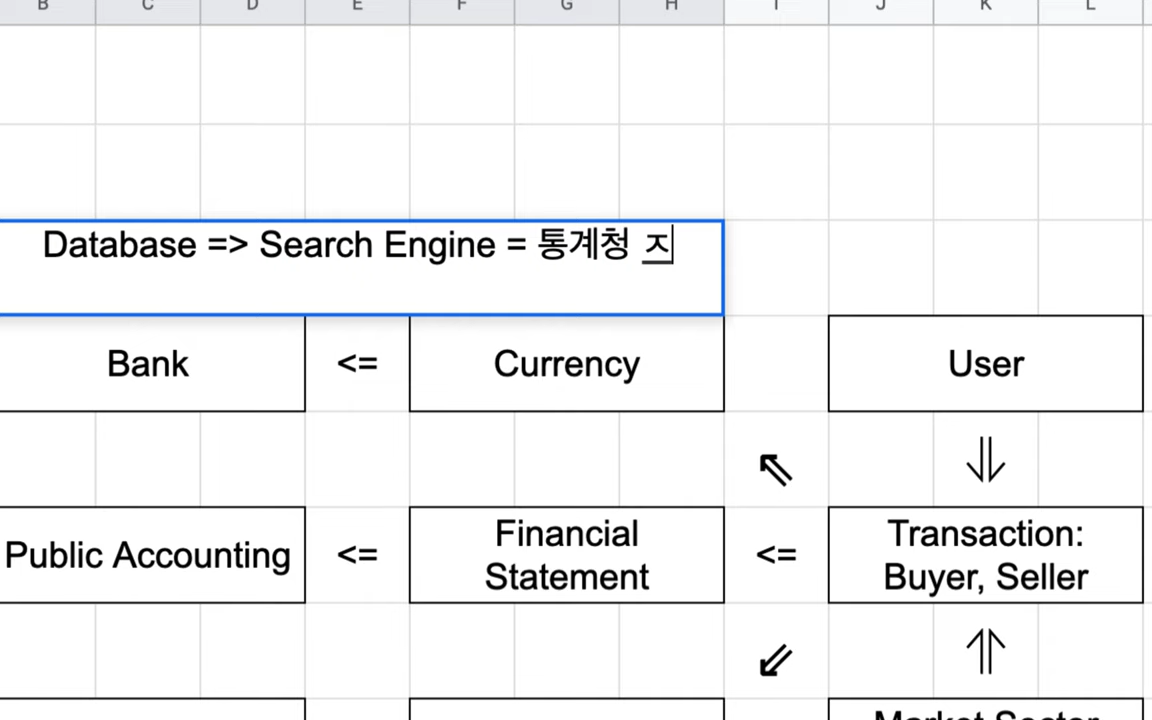 B C D E F G H I J K L
Database => Search Engine = 통계청 지
Bank <= Currency User
⇖ ⇓
Public Accounting <= Financial Statement <= Transaction: Buyer, Seller
⇙ ⇑
Market Sector